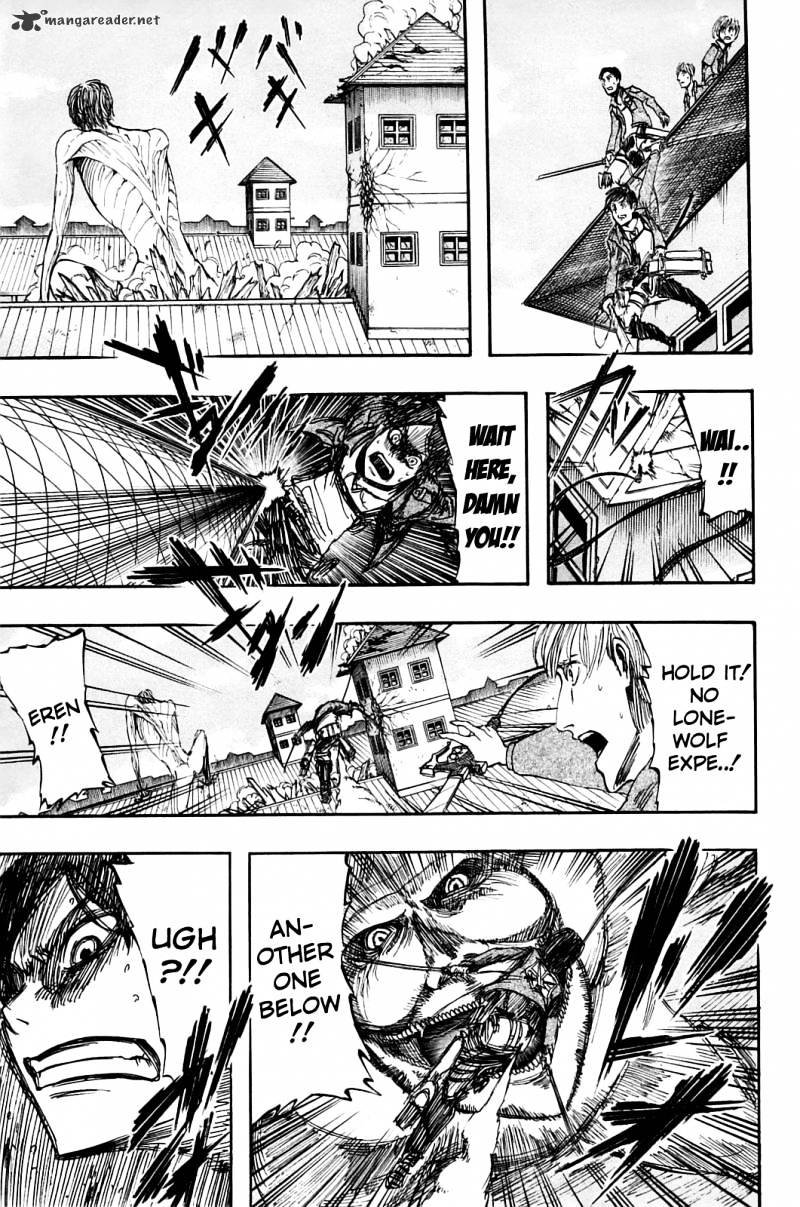 mangareader.net
WAI..
!!
WAIT
HERE,
DAMN
YOU!!
HOLD IT!
NO
LONE-
WOLF
EXPE..!
EREN
!!
AN-
OTHER
ONE
BELOW
!!
UGH
?!!